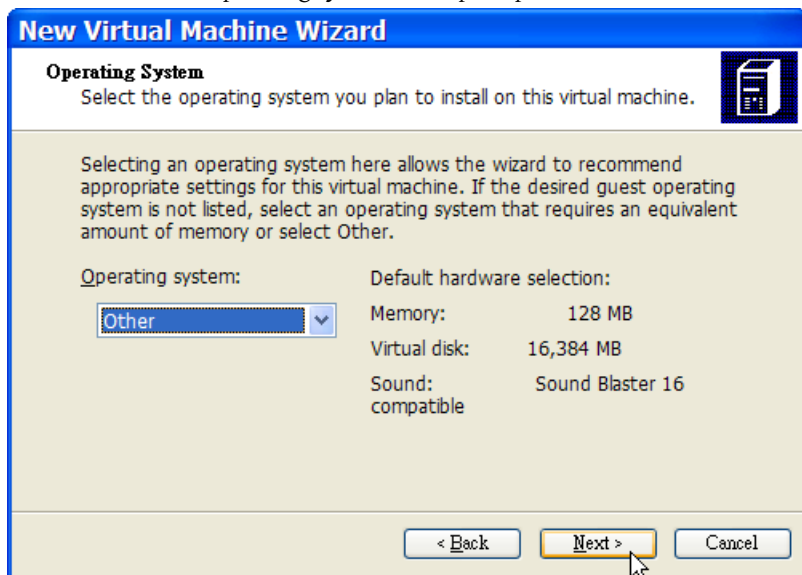 New Virtual Machine Wizard
Operating System
Select the operating system you plan to install on this virtual machine.
Selecting an operating system here allows the wizard to recommend
appropriate settings for this virtual machine. If the desired guest operating
system is not listed, select an operating system that requires an equivalent
amount of memory or select Other.
Operating system:
Other
Default hardware selection:
Memory: 128 MB
Virtual disk: 16,384 MB
Sound: Sound Blaster 16
compatible
< Back Next > Cancel